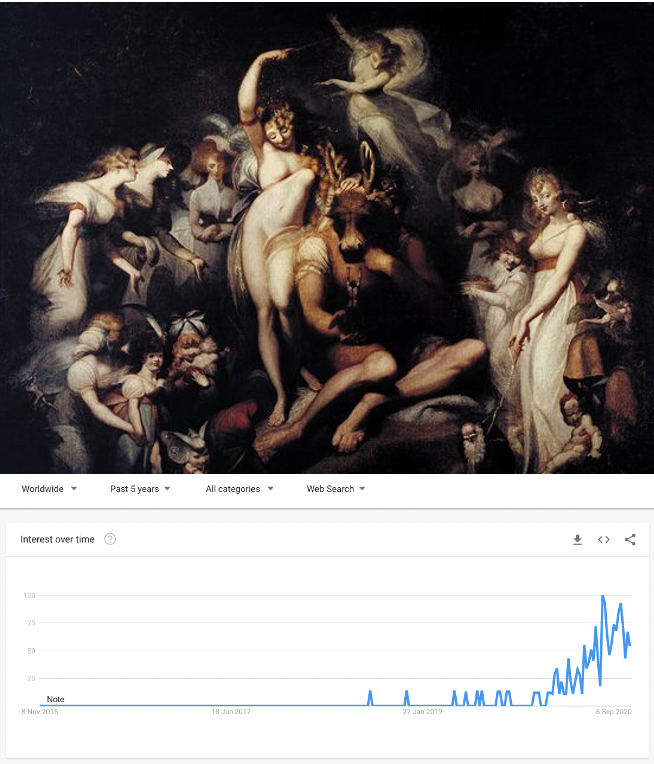 Worldwide Past 5 years All categories Web Search
Interest over time ?
100
75
50
25
Note
8 Nov 2015 18 Jun 2017 27 Jan 2019 6 Sep 2020